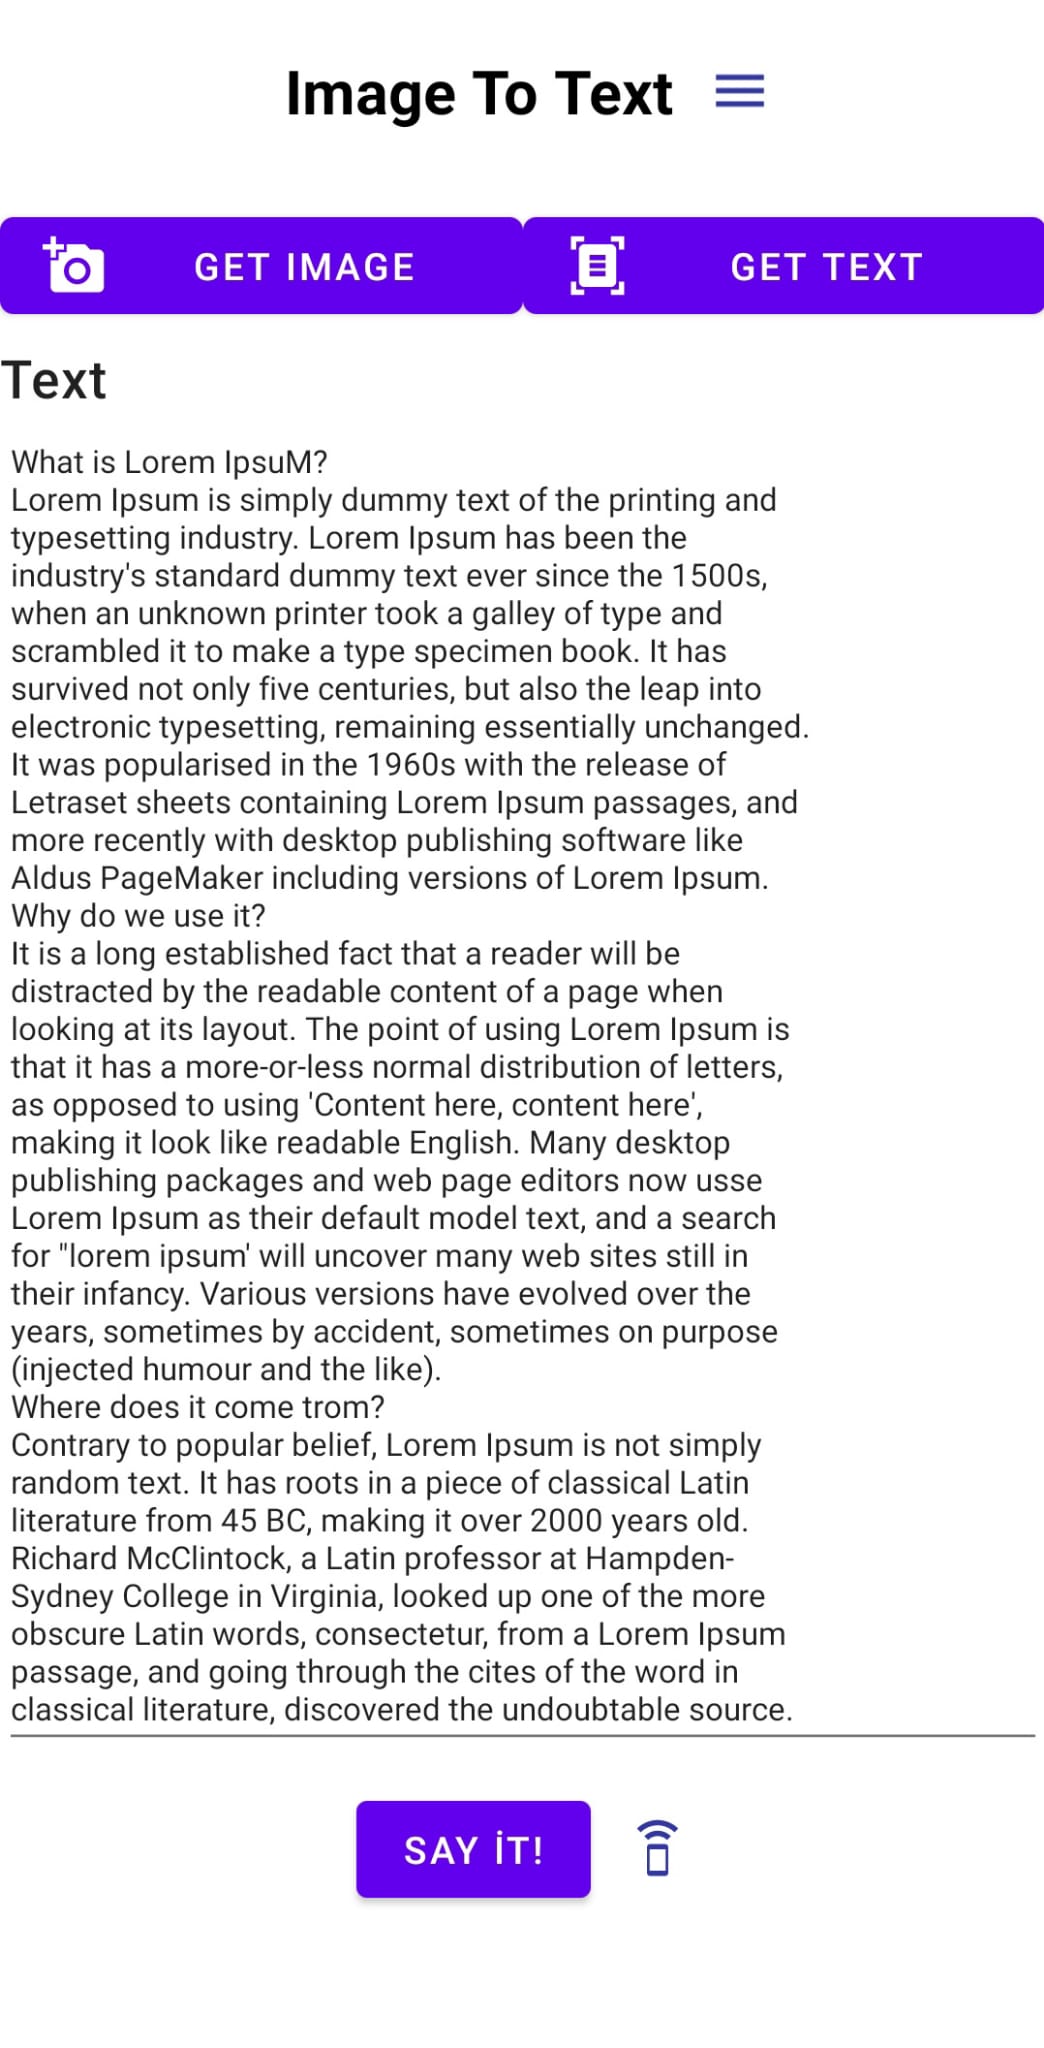 Image To Text
GET IMAGE
GET TEXT
Text
What is Lorem IpsuM?
Lorem Ipsum is simply dummy text of the printing and
typesetting industry. Lorem Ipsum has been the
industry's standard dummy text ever since the 1500s,
when an unknown printer took a galley of type and
scrambled it to make a type specimen book. It has
survived not only five centuries, but also the leap into
electronic typesetting, remaining essentially unchanged.
It was popularised in the 1960s with the release of
Letraset sheets containing Lorem Ipsum passages, and
more recently with desktop publishing software like
Aldus PageMaker including versions of Lorem Ipsum.
Why do we use it?
It is a long established fact that a reader will be
distracted by the readable content of a page when
looking at its layout. The point of using Lorem Ipsum is
that it has a more-or-less normal distribution of letters,
as opposed to using 'Content here, content here',
making it look like readable English. Many desktop
publishing packages and web page editors now usse
Lorem Ipsum as their default model text, and a search
for "lorem ipsum' will uncover many web sites still in
their infancy. Various versions have evolved over the
years, sometimes by accident, sometimes on purpose
(injected humour and the like).
Where does it come trom?
Contrary to popular belief, Lorem Ipsum is not simply
random text. It has roots in a piece of classical Latin
literature from 45 BC, making it over 2000 years old.
Richard McClintock, a Latin professor at Hampden-
Sydney College in Virginia, looked up one of the more
obscure Latin words, consectetur, from a Lorem Ipsum
passage, and going through the cites of the word in
classical literature, discovered the undoubtable source.
SAY İT!